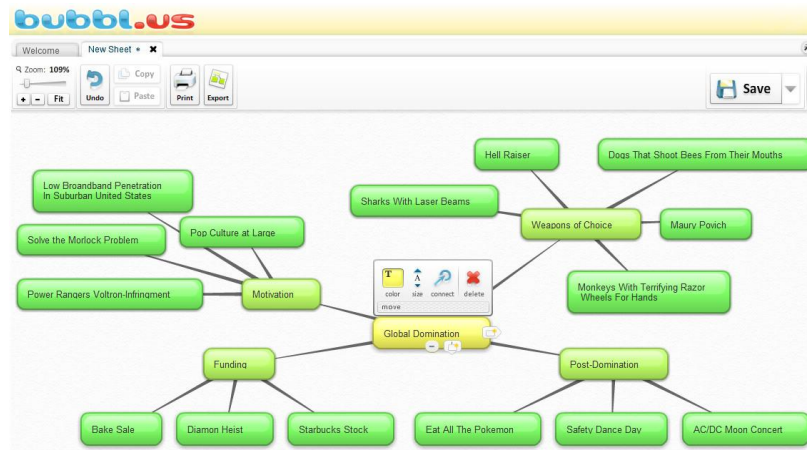 bubbl.us
Welcome
New Sheet
Zoom: 109%
+ - Fit
Undo
Copy
Paste
Print
Export
Save
Hell Raiser
Dogs That Shoot Bees From Their Mouths
Low Broandband Penetration
In Suburban United States
Sharks With Laser Beams
Pop Culture at Large
Weapons of Choice
Maury Povich
Solve the Morlock Problem
T
A
color
size
connect
delete
move
Power Rangers Voltron-Infringment
Motivation
Monkeys With Terrifying Razor
Wheels For Hands
Global Domination
Funding
Post-Domination
Bake Sale
Diamon Heist
Starbucks Stock
Eat All The Pokemon
Safety Dance Day
AC/DC Moon Concert